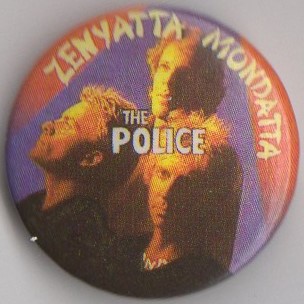 ZENYATTA MONDATTA
THE
POLICE